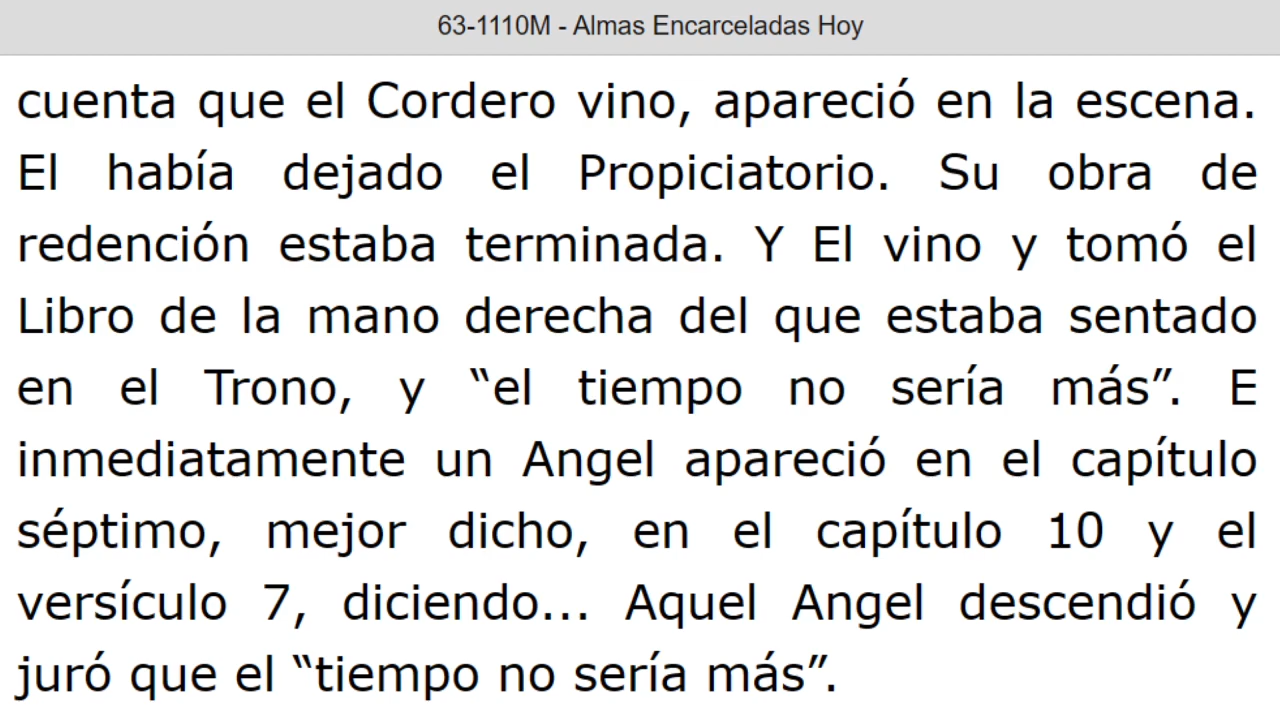 63-1110M - Almas Encarceladas Hoy
cuenta que el Cordero vino, apareció en la escena.
El había dejado el Propiciatorio. Su obra de
redención estaba terminada. Y El vino y tomó el
Libro de la mano derecha del que estaba sentado
en el Trono, y “el tiempo no sería más”. E
inmediatamente un Angel apareció en el capítulo
séptimo, mejor dicho, en el capítulo 10 y el
versículo 7, diciendo... Aquel Angel descendió y
juró que el “tiempo no sería más”.